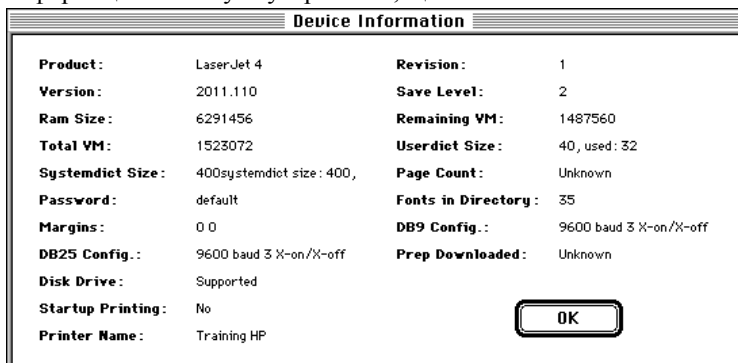 Device Information
Product: LaserJet 4 Revision: 1
Version: 2011.110 Save Level: 2
Ram Size: 6291456 Remaining VM: 1487560
Total VM: 1523072 Userdict Size: 40, used: 32
Systemdict Size: 400systemdict size: 400, Page Count: Unknown
Password: default Fonts in Directory: 35
Margins: 0 0 DB9 Config.: 9600 baud 3 X-on/X-off
DB25 Config.: 9600 baud 3 X-on/X-off Prep Downloaded: Unknown
Disk Drive: Supported
Startup Printing: No
OK
Printer Name: Training HP